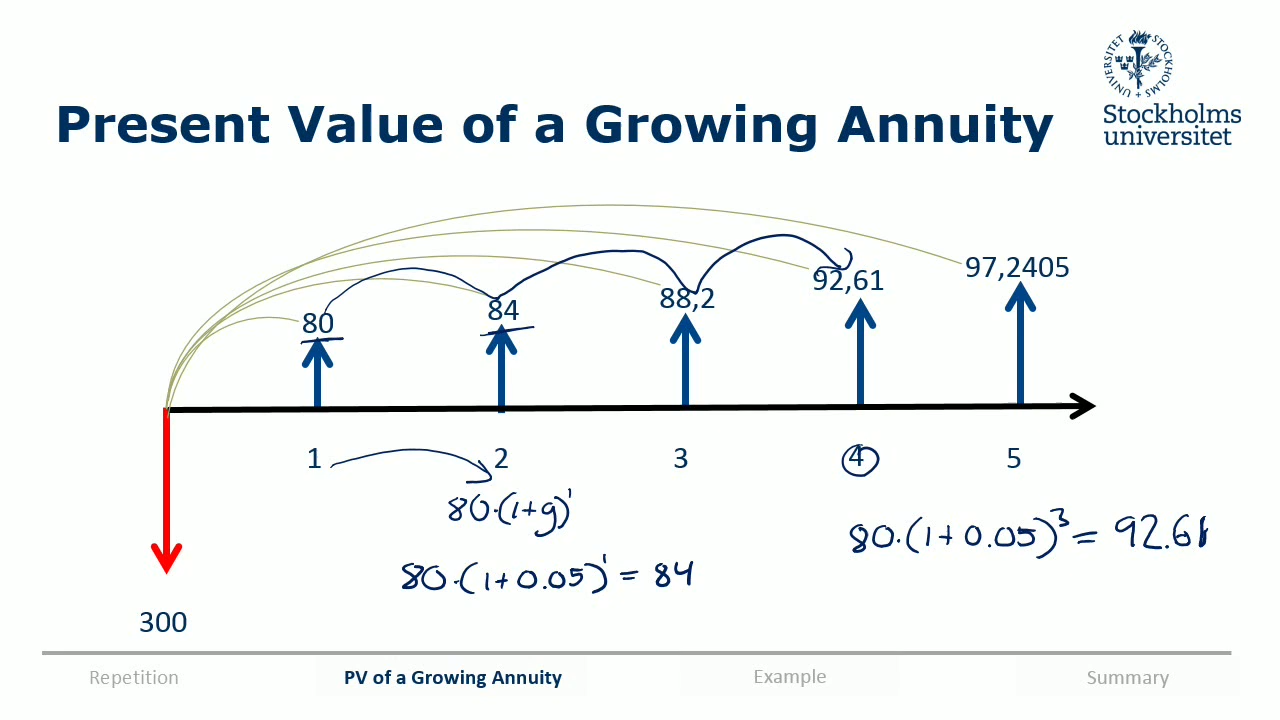 UNIVERSITET STOCKHOLMS
Stockholms
universitet
Present Value of a Growing Annuity
80
84
88,2
92,61
97,2405
1 2 3 4 5
80·(1+g)¹
80·(1+0.05)¹ = 84
80·(1+0.05)³ = 92.61
300
Repetition PV of a Growing Annuity Example Summary